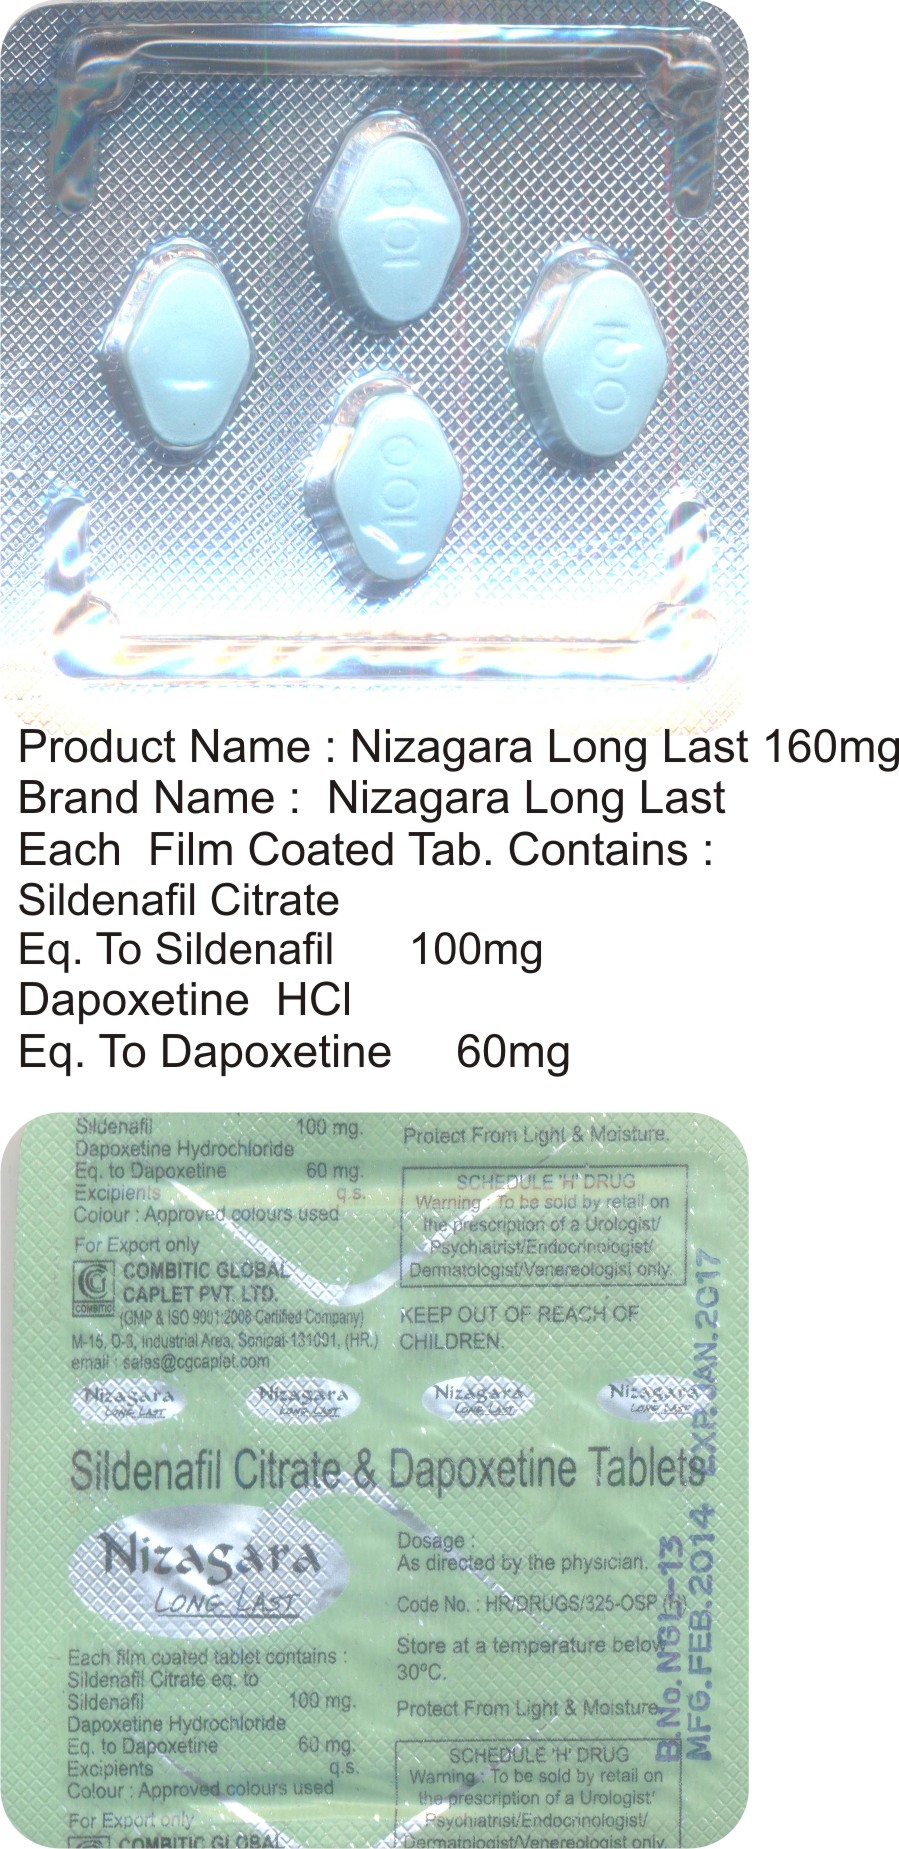 100
100
100
Product Name : Nizagara Long Last 160mg
Brand Name : Nizagara Long Last
Each Film Coated Tab. Contains :
Sildenafil Citrate
Eq. To Sildenafil 100mg
Dapoxetine HCl
Eq. To Dapoxetine 60mg
Sildenafil 100 mg.
Dapoxetine Hydrochloride
Eq. to Dapoxetine 60 mg.
Excipients q.s.
Colour : Approved colours used
For Export only
COMBITIC GLOBAL
CAPLET PVT. LTD.
COMBITIC
(GMP & ISO 9001:2008 Certified Company)
M-15, D-3, Industrial Area, Sonipat-131001, (HR.)
email : sales@cgcaplet.com
Protect From Light & Moisture.
SCHEDULE 'H' DRUG
Warning : To be sold by retail on
the prescription of a Urologist/
Psychiatrist/Endocrinologist/
Dermatologist/Venereologist only.
KEEP OUT OF REACH OF
CHILDREN.
Nizagara Nizagara Nizagara Nizagara
LONG LAST LONG LAST LONG LAST LONG LAST
Sildenafil Citrate & Dapoxetine Tablets
Nizagara
LONG LAST
Each film coated tablet contains :
Sildenafil Citrate eq. to
Sildenafil 100 mg.
Dapoxetine Hydrochloride
Eq. to Dapoxetine 60 mg.
Excipients q.s.
Colour : Approved colours used
For Export only
COMBITIC GLOBAL
Dosage :
As directed by the physician.
Code No. : HR/DRUGS/325-OSP (H)
Store at a temperature below
30ºC.
Protect From Light & Moisture.
SCHEDULE 'H' DRUG
Warning : To be sold by retail on
the prescription of a Urologist/
Psychiatrist/Endocrinologist/
Dermatologist/Venereologist only.
B.No. NGL-13
MFG.FEB.2014 EXP.JAN.2017